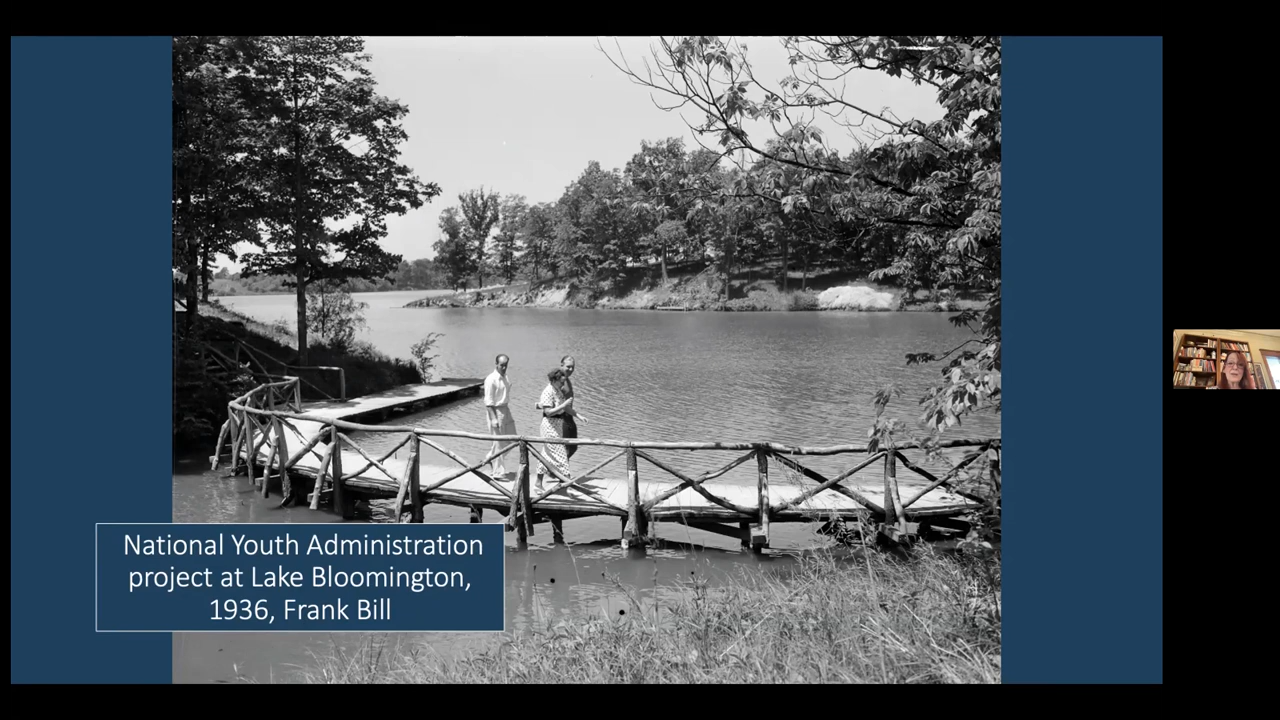 National Youth Administration
project at Lake Bloomington,
1936, Frank Bill